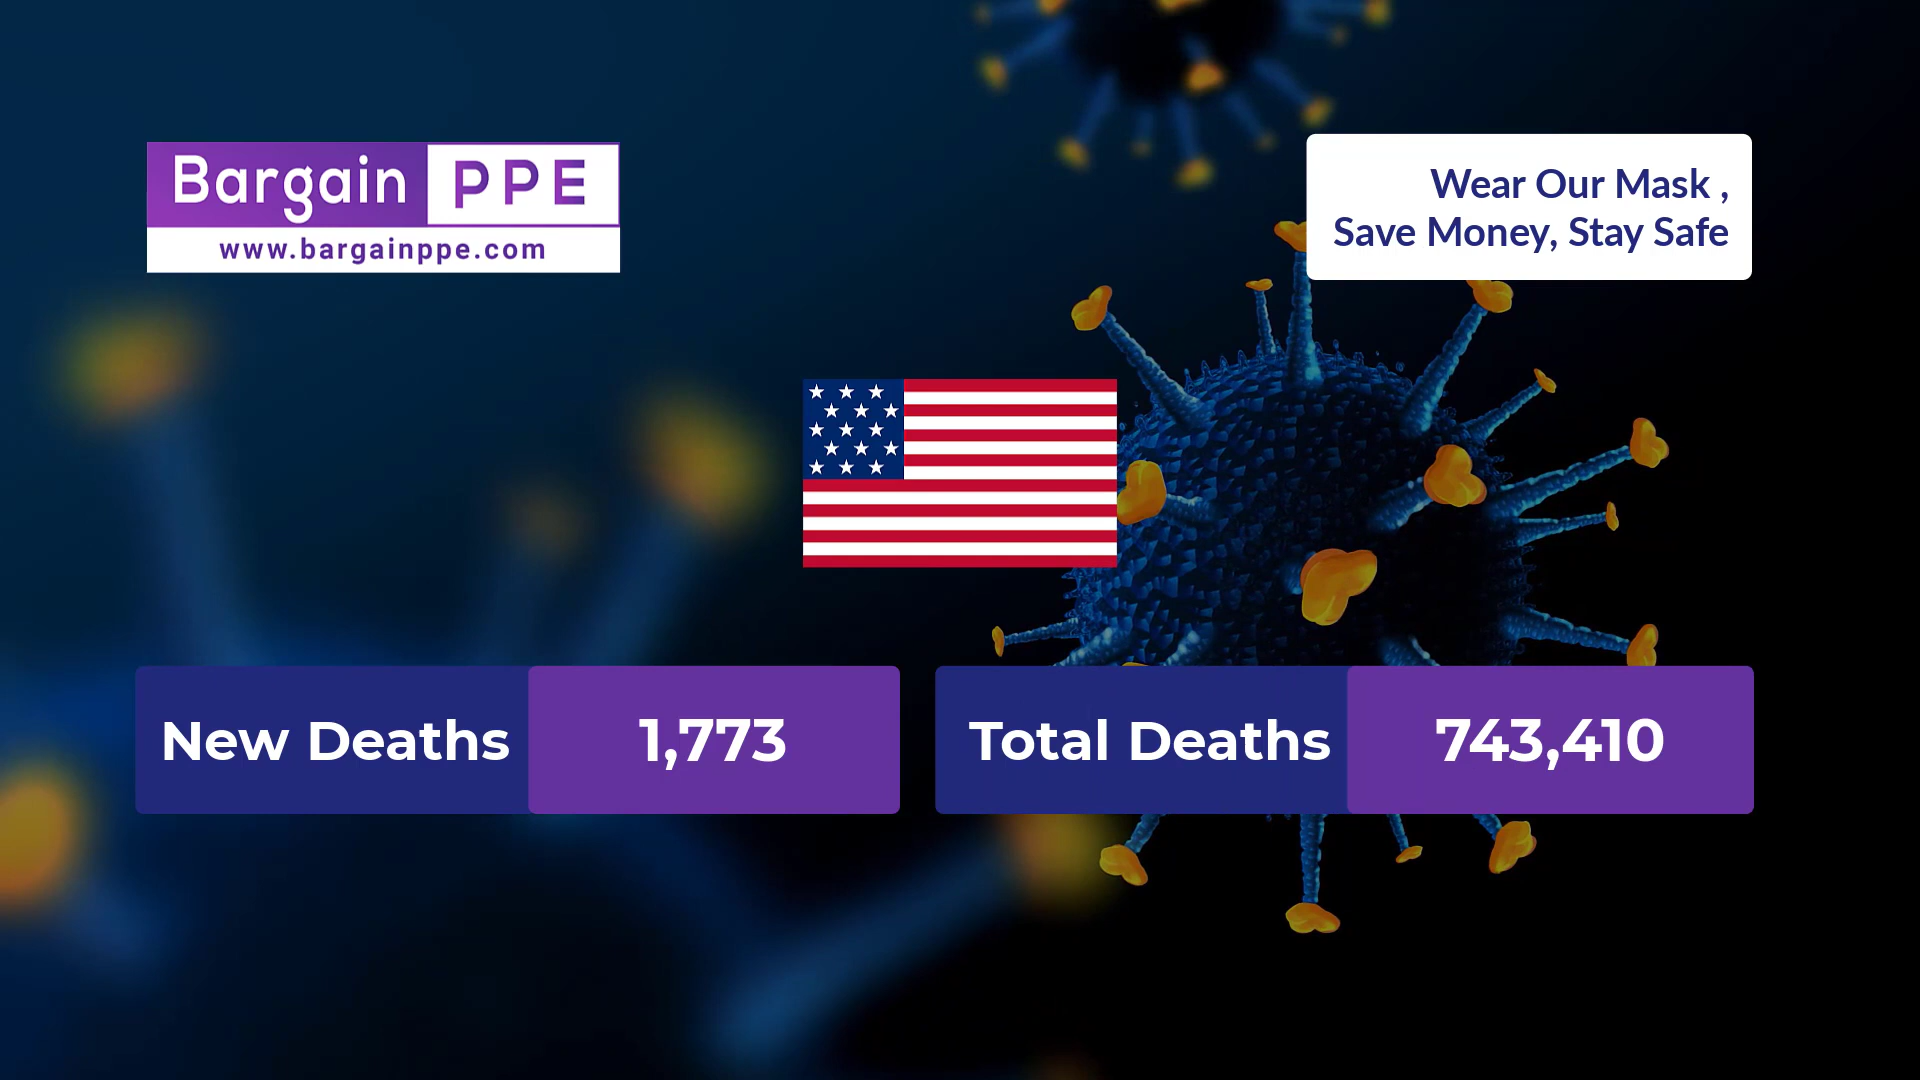 Bargain PPE
www.bargainppe.com
Wear Our Mask ,
Save Money, Stay Safe
New Deaths 1,773
Total Deaths 743,410